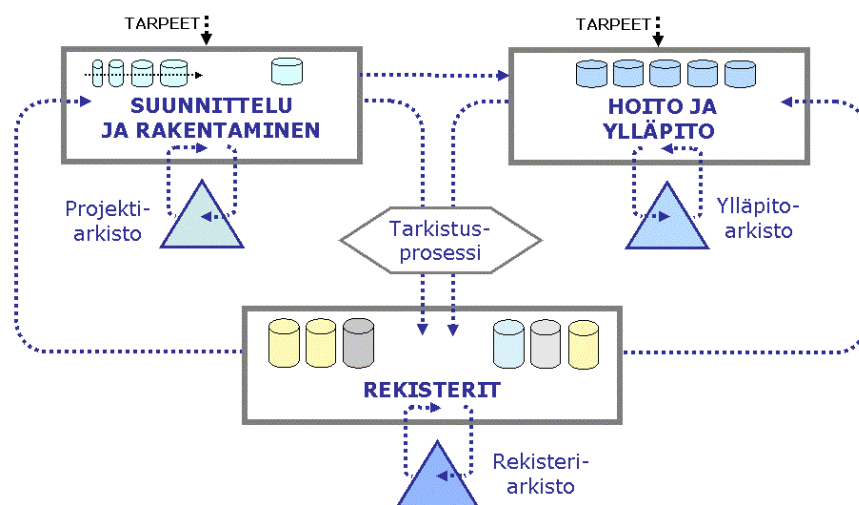 TARPEET
TARPEET
SUUNNITTELU
JA RAKENTAMINEN
HOITO JA
YLLÄPITO
Projekti-
arkisto
Tarkistus-
prosessi
Ylläpito-
arkisto
REKISTERIT
Rekisteri-
arkisto